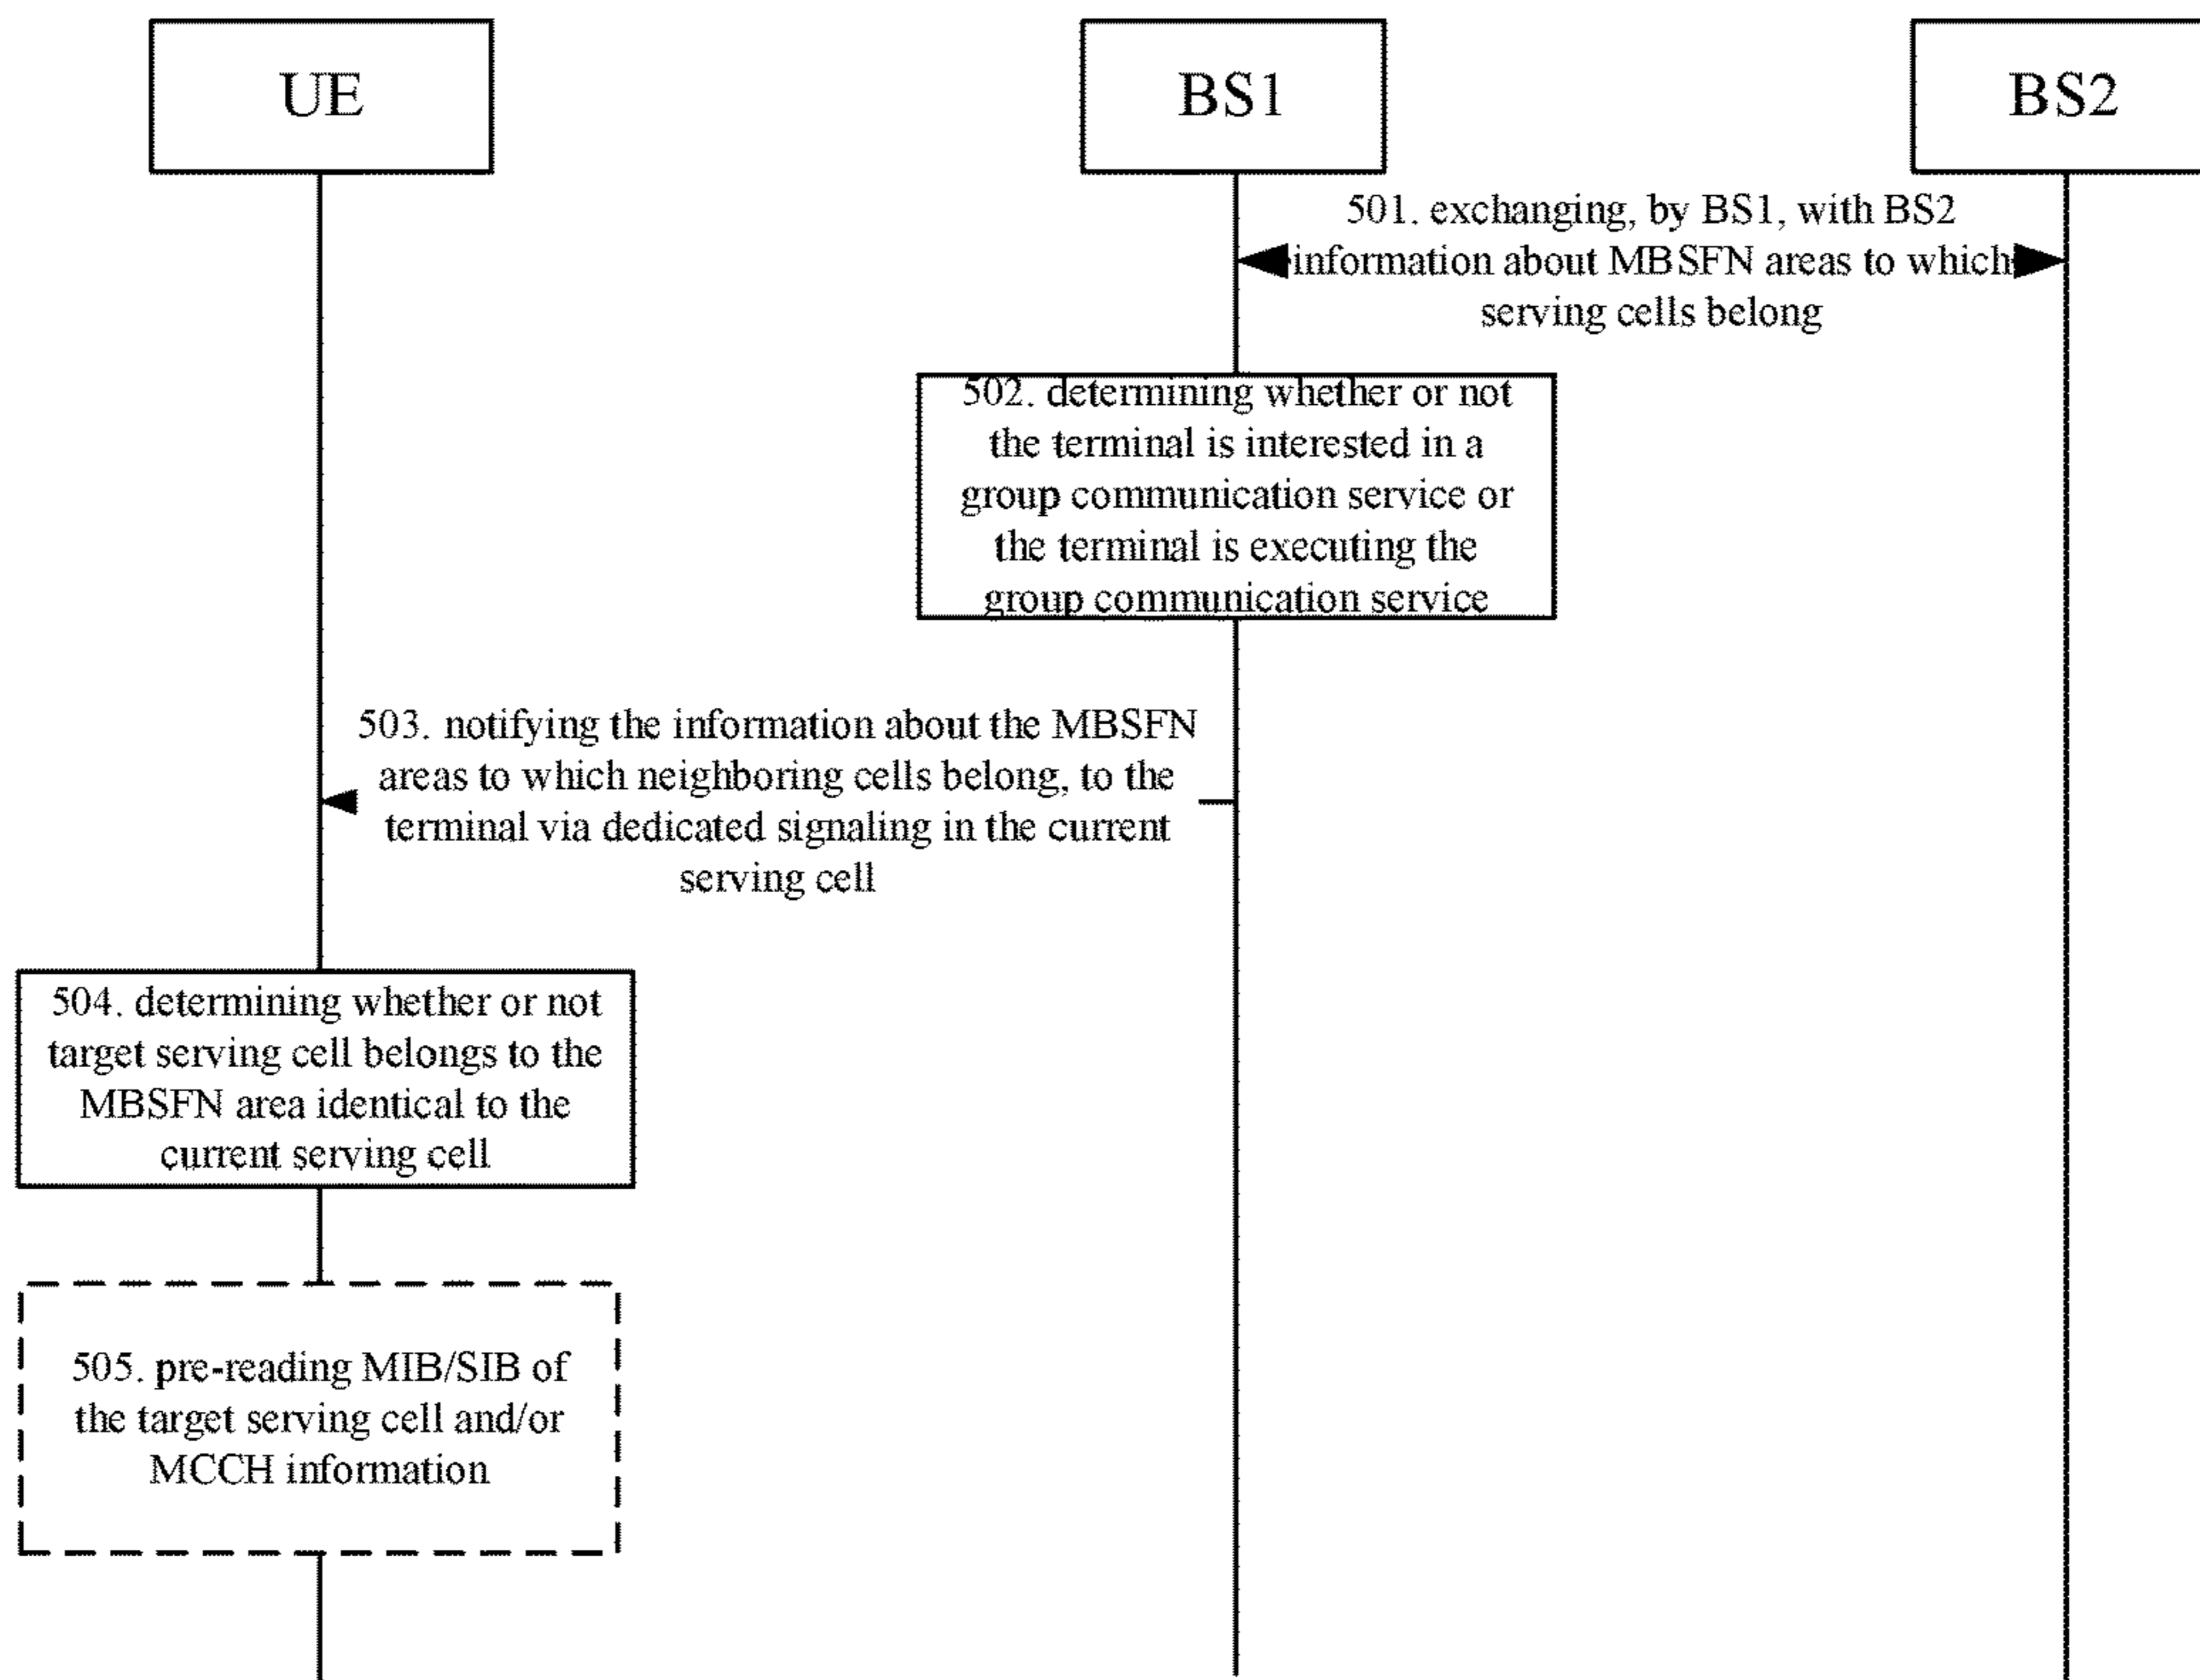 UE
BS1
BS2
501. exchanging, by BS1, with BS2
information about MBSFN areas to which
serving cells belong
502. determining whether or not
the terminal is interested in a
group communication service or
the terminal is executing the
group communication service
503. notifying the information about the MBSFN
areas to which neighboring cells belong, to the
terminal via dedicated signaling in the current
serving cell
504. determining whether or not
target serving cell belongs to the
MBSFN area identical to the
current serving cell
505. pre-reading MIB/SIB of
the target serving cell and/or
MCCH information